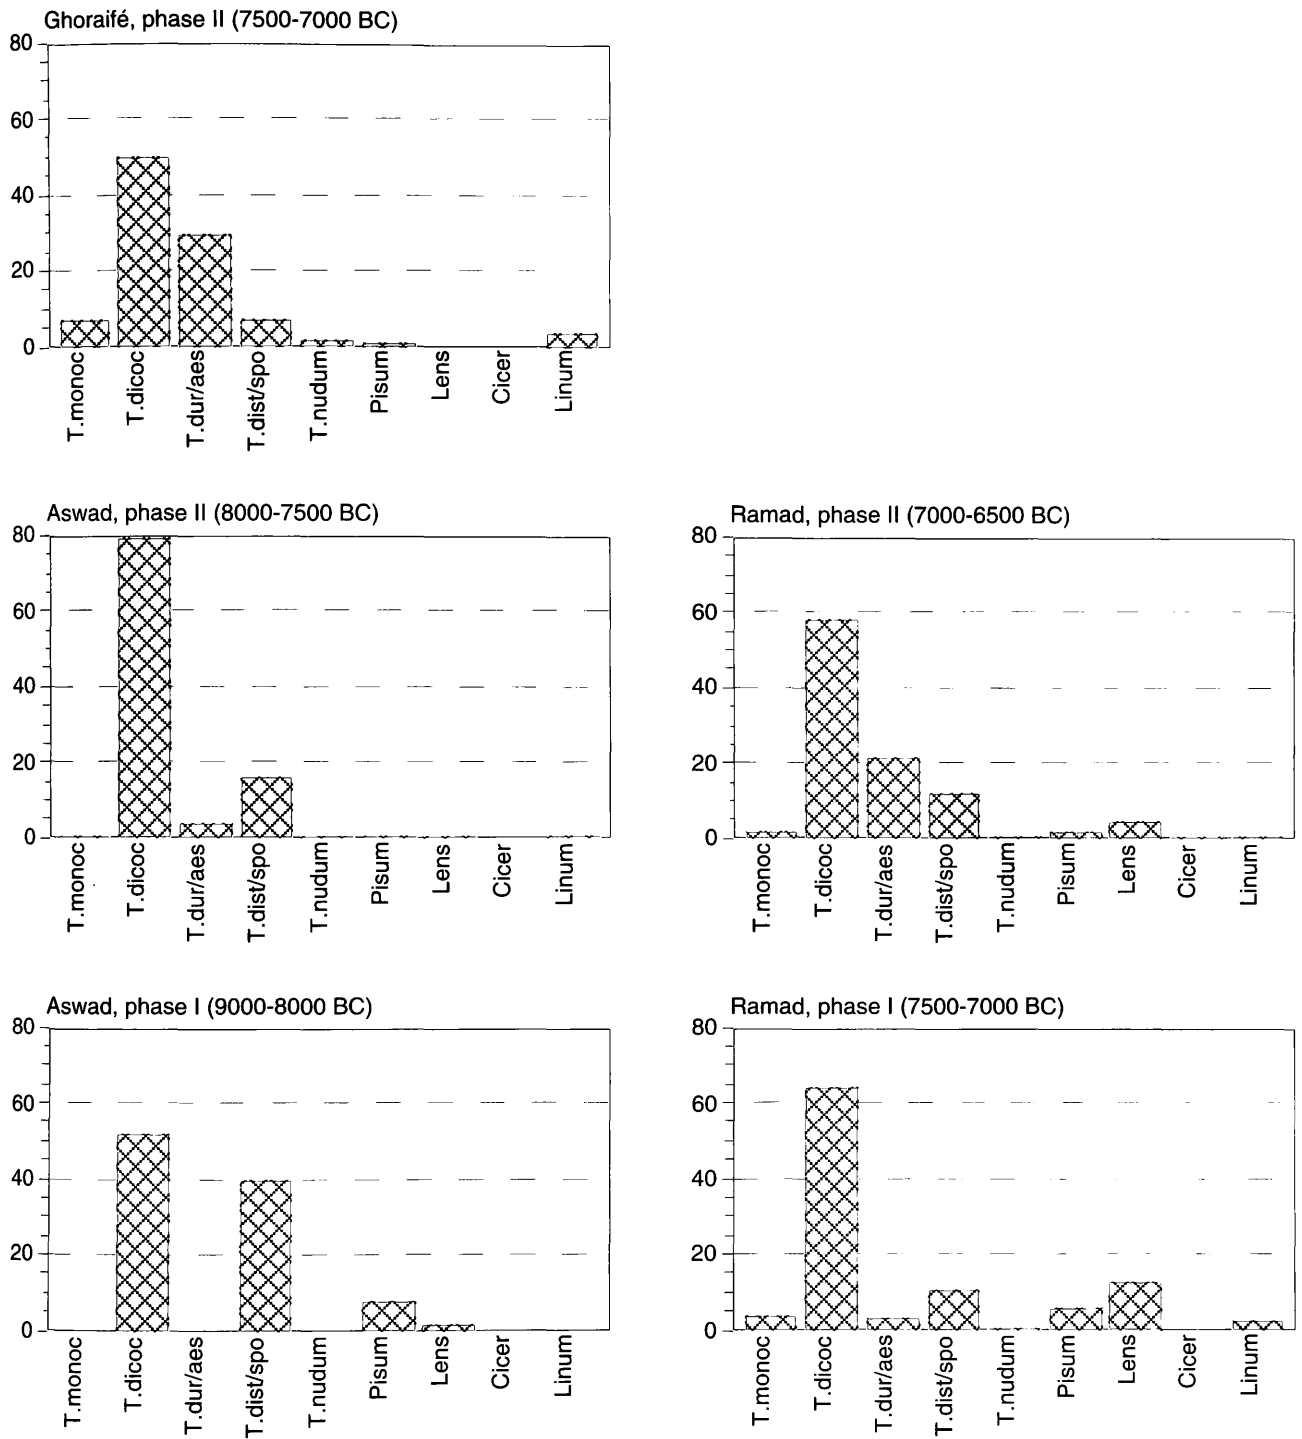 Ghoraifé, phase II (7500-7000 BC)
80
60
40
20
0
T.monoc
T.dicoc
T.dur/aes
T.dist/spo
T.nudum
Pisum
Lens
Cicer
Linum
Aswad, phase II (8000-7500 BC)
80
60
40
20
0
T.monoc
T.dicoc
T.dur/aes
T.dist/spo
T.nudum
Pisum
Lens
Cicer
Linum
Ramad, phase II (7000-6500 BC)
80
60
40
20
0
T.monoc
T.dicoc
T.dur/aes
T.dist/spo
T.nudum
Pisum
Lens
Cicer
Linum
Aswad, phase I (9000-8000 BC)
80
60
40
20
0
T.monoc
T.dicoc
T.dur/aes
T.dist/spo
T.nudum
Pisum
Lens
Cicer
Linum
Ramad, phase I (7500-7000 BC)
80
60
40
20
0
T.monoc
T.dicoc
T.dur/aes
T.dist/spo
T.nudum
Pisum
Lens
Cicer
Linum